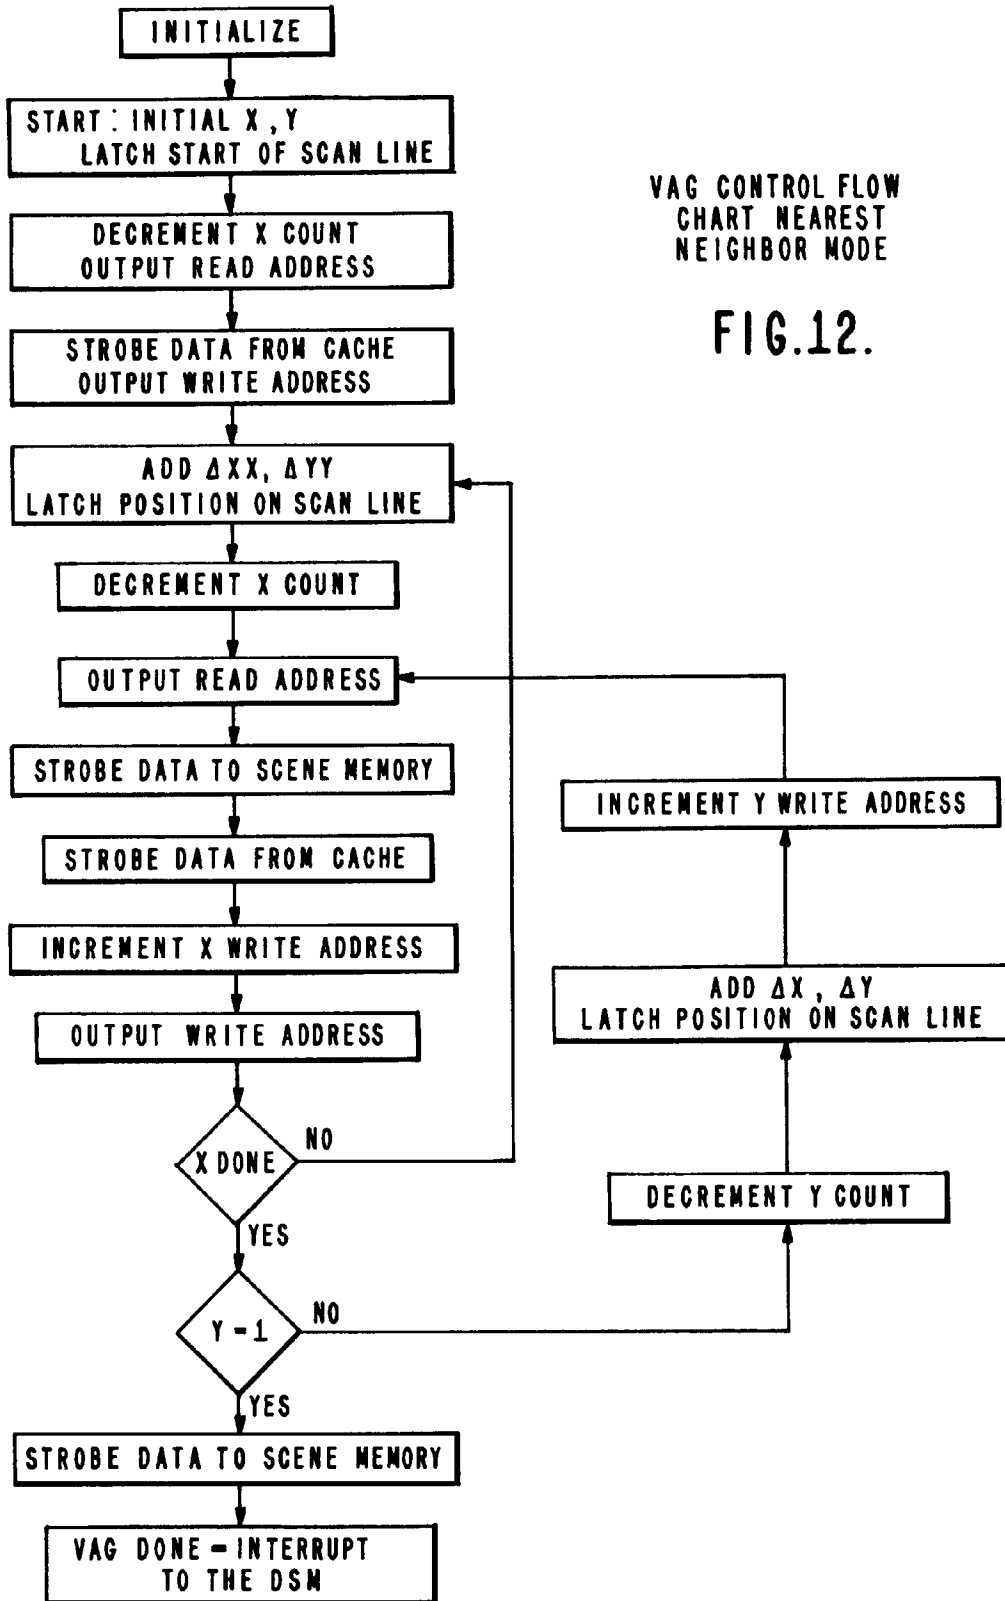 INITIALIZE
START: INITIAL X, Y
LATCH START OF SCAN LINE
VAG CONTROL FLOW
CHART NEAREST
NEIGHBOR MODE
FIG.12.
DECREMENT X COUNT
OUTPUT READ ADDRESS
STROBE DATA FROM CACHE
OUTPUT WRITE ADDRESS
ADD ΔXX, ΔYY
LATCH POSITION ON SCAN LINE
DECREMENT X COUNT
OUTPUT READ ADDRESS
STROBE DATA TO SCENE MEMORY
STROBE DATA FROM CACHE
INCREMENT X WRITE ADDRESS
OUTPUT WRITE ADDRESS
X DONE
NO
YES
Y = 1
NO
YES
INCREMENT Y WRITE ADDRESS
ADD ΔX, ΔY
LATCH POSITION ON SCAN LINE
DECREMENT Y COUNT
STROBE DATA TO SCENE MEMORY
VAG DONE = INTERRUPT
TO THE DSM